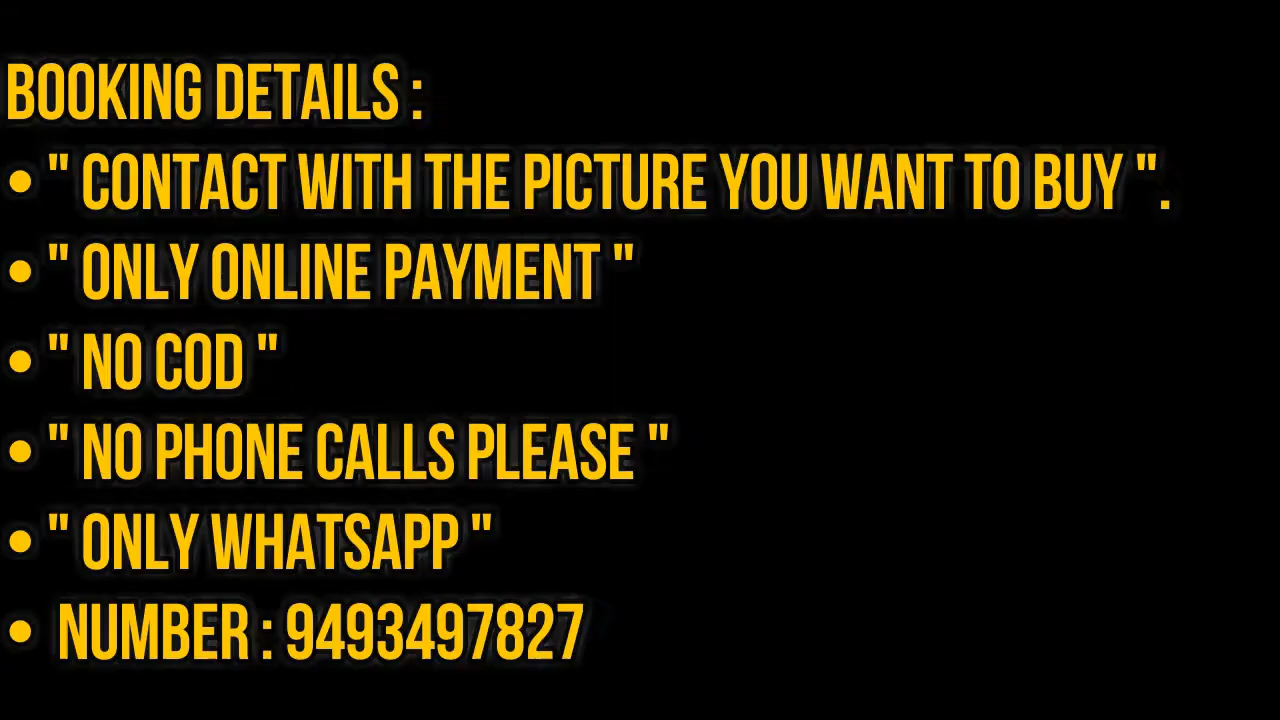 BOOKING DETAILS :
• " CONTACT WITH THE PICTURE YOU WANT TO BUY ".
• " ONLY ONLINE PAYMENT "
• " NO COD "
• " NO PHONE CALLS PLEASE "
• " ONLY WHATSAPP "
• NUMBER : 9493497827